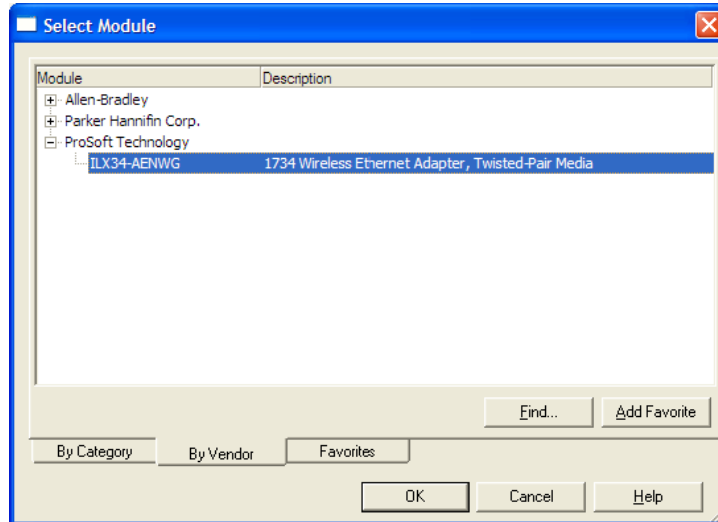 Select Module
Module Description
Allen-Bradley
Parker Hannifin Corp.
ProSoft Technology
ILX34-AENWG 1734 Wireless Ethernet Adapter, Twisted-Pair Media
Find... Add Favorite
By Category By Vendor Favorites
OK Cancel Help